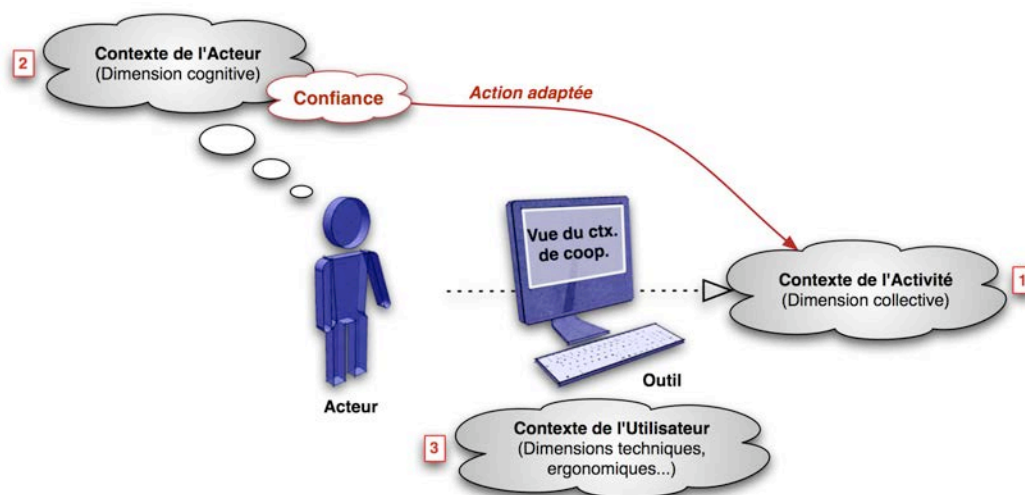 2
Contexte de l'Acteur
(Dimension cognitive)
Confiance
Action adaptée
Vue du ctx.
de coop.
Contexte de l'Activité
(Dimension collective)
1
Outil
Acteur
3
Contexte de l'Utilisateur
(Dimensions techniques,
ergonomiques...)